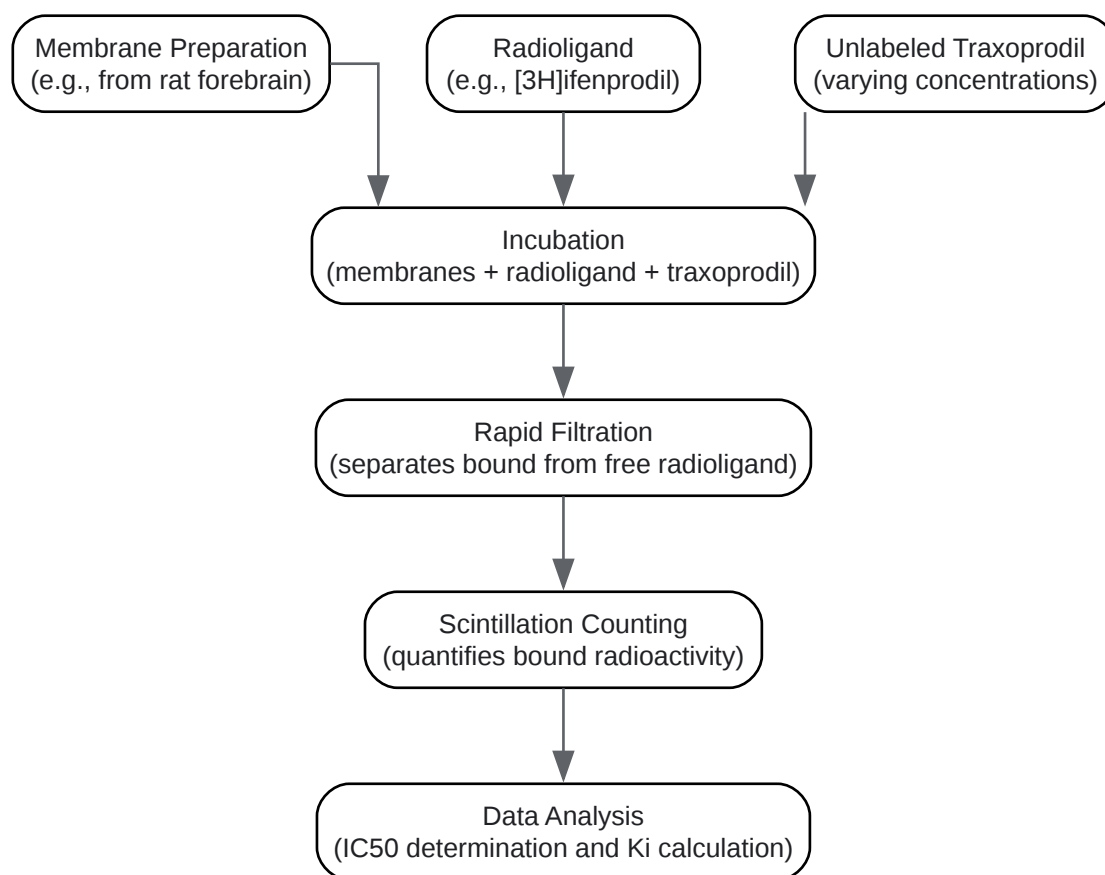 Membrane Preparation
(e.g., from rat forebrain)
Radioligand
(e.g., [3H]ifenprodil)
Unlabeled Traxoprodil
(varying concentrations)
Incubation
(membranes + radioligand + traxoprodil)
Rapid Filtration
(separates bound from free radioligand)
Scintillation Counting
(quantifies bound radioactivity)
Data Analysis
(IC50 determination and Ki calculation)